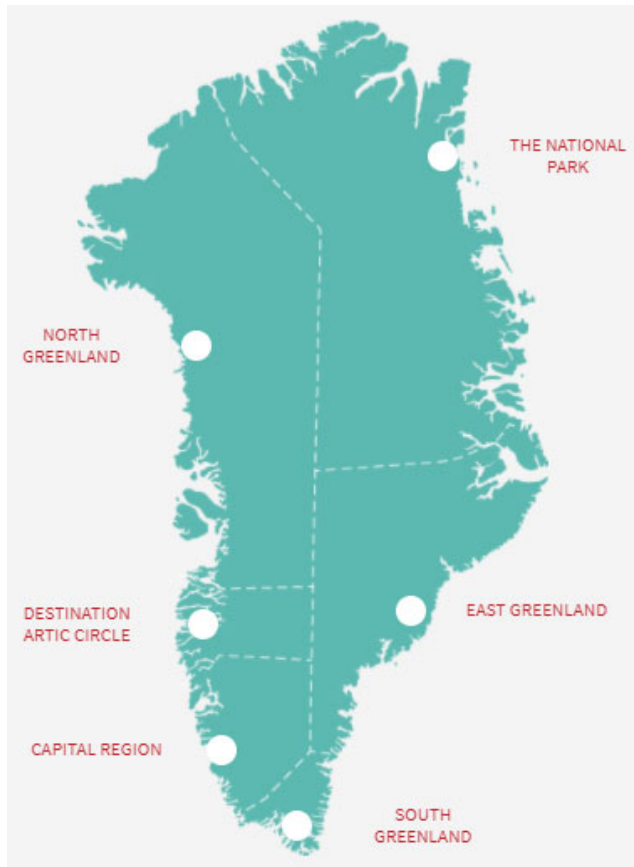 THE NATIONAL
PARK
NORTH
GREENLAND
DESTINATION
ARTIC CIRCLE
EAST GREENLAND
CAPITAL REGION
SOUTH
GREENLAND